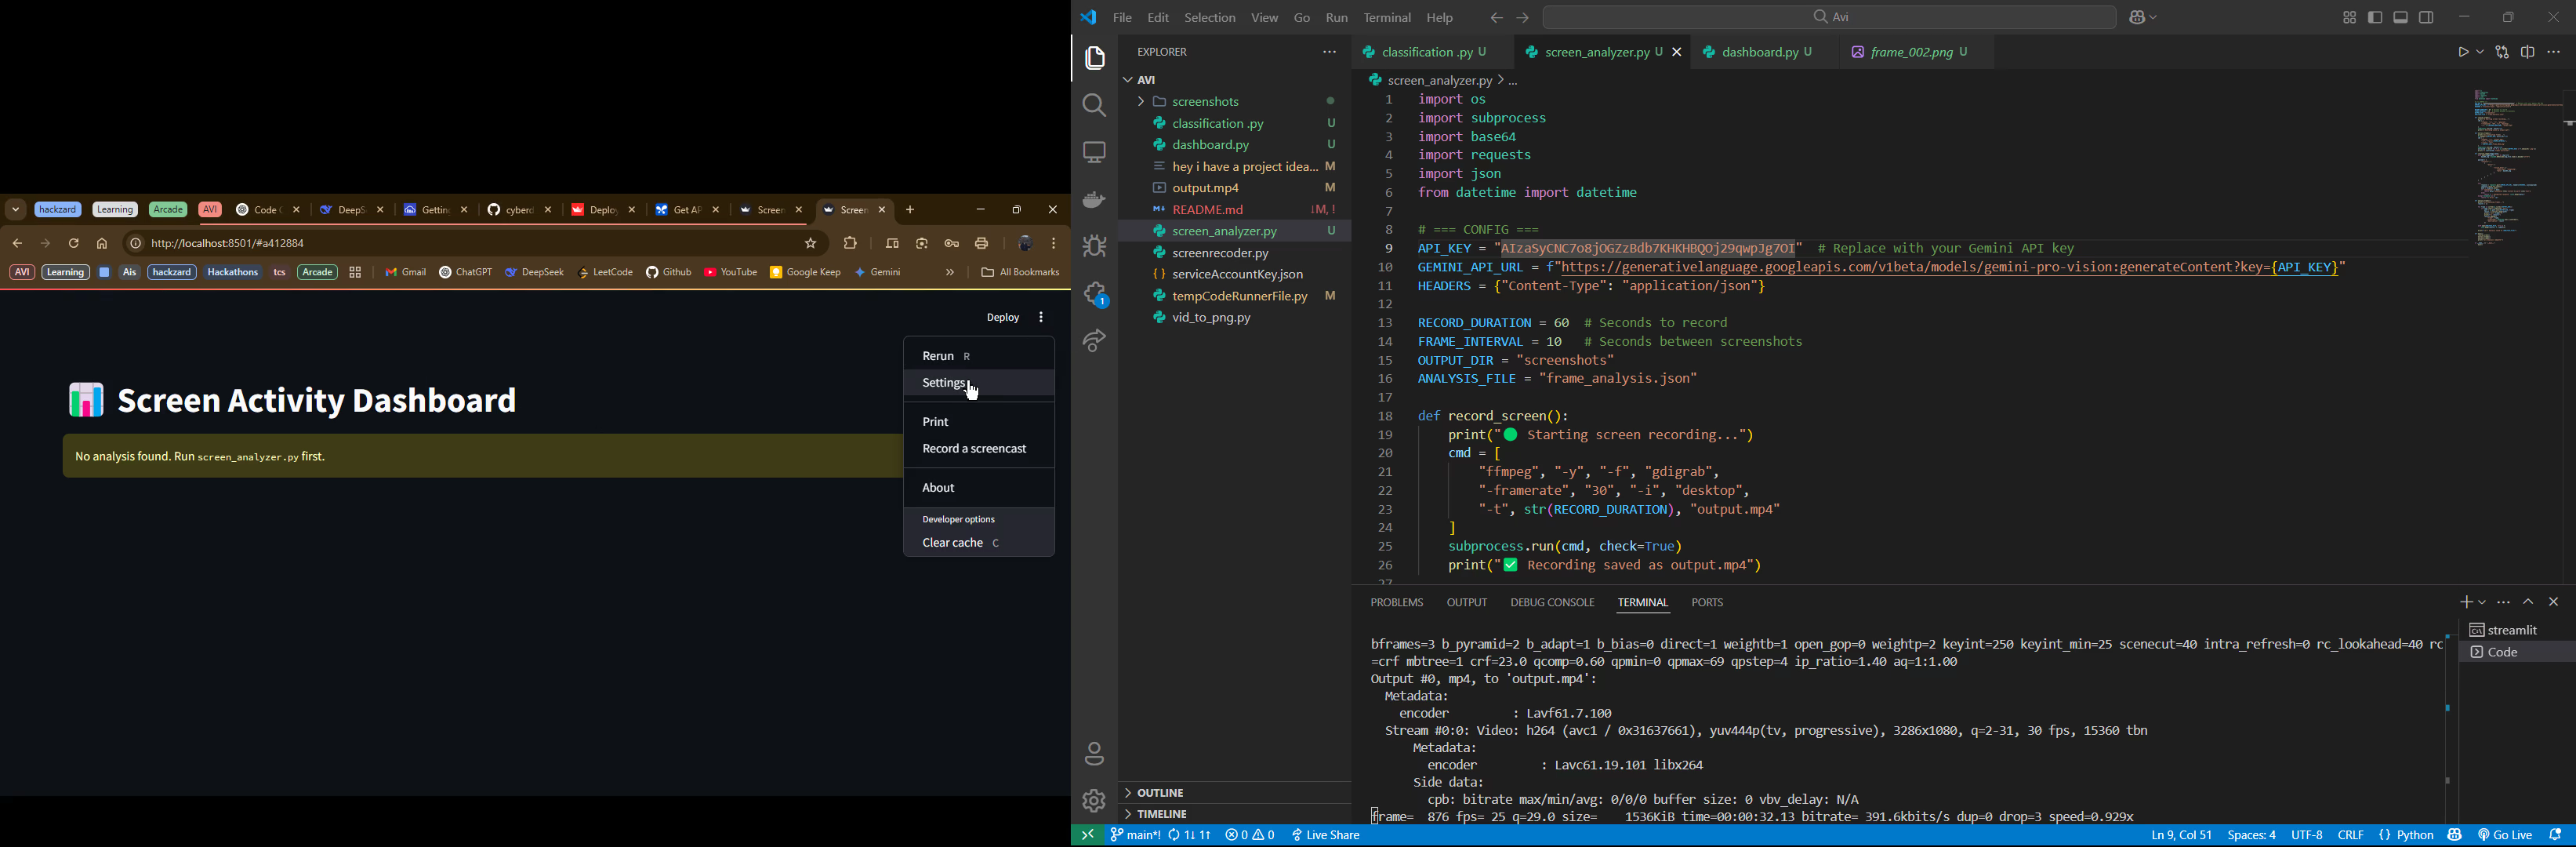 hackzard Learning Arcade AVI Code DeepS Gettin cyberd Deploy Get AP Screen Screen
http://localhost:8501/#a412884
AVI Learning Ais hackzard Hackathons tcs Arcade Gmail ChatGPT DeepSeek LeetCode Github YouTube Google Keep Gemini » All Bookmarks
Deploy
Rerun R
Settings
Print
Record a screencast
About
Developer options
Clear cache C
Screen Activity Dashboard
No analysis found. Run screen_analyzer.py first.
File Edit Selection View Go Run Terminal Help
Avi
EXPLORER
AVI
screenshots
classification .py U
dashboard.py U
hey i have a project idea... M
output.mp4 M
README.md ↓M, !
screen_analyzer.py U
screenrecoder.py
serviceAccountKey.json
tempCodeRunnerFile.py M
vid_to_png.py
OUTLINE
TIMELINE
1
classification .py U screen_analyzer.py U dashboard.py U frame_002.png U
screen_analyzer.py > ...
1 import os
2 import subprocess
3 import base64
4 import requests
5 import json
6 from datetime import datetime
7
8 # === CONFIG ===
9 API_KEY = "AIzaSyCNC7o8jOGZzBdb7KHKHBQOj29qwpJg7OI" # Replace with your Gemini API key
10 GEMINI_API_URL = f"https://generativelanguage.googleapis.com/v1beta/models/gemini-pro-vision:generateContent?key={API_KEY}"
11 HEADERS = {"Content-Type": "application/json"}
12
13 RECORD_DURATION = 60 # Seconds to record
14 FRAME_INTERVAL = 10 # Seconds between screenshots
15 OUTPUT_DIR = "screenshots"
16 ANALYSIS_FILE = "frame_analysis.json"
17
18 def record_screen():
19 print("🟢 Starting screen recording...")
20 cmd = [
21 "ffmpeg", "-y", "-f", "gdigrab",
22 "-framerate", "30", "-i", "desktop",
23 "-t", str(RECORD_DURATION), "output.mp4"
24 ]
25 subprocess.run(cmd, check=True)
26 print("✅ Recording saved as output.mp4")
27
PROBLEMS OUTPUT DEBUG CONSOLE TERMINAL PORTS
bframes=3 b_pyramid=2 b_adapt=1 b_bias=0 direct=1 weightb=1 open_gop=0 weightp=2 keyint=250 keyint_min=25 scenecut=40 intra_refresh=0 rc_lookahead=40 rc
=crf mbtree=1 crf=23.0 qcomp=0.60 qpmin=0 qpmax=69 qpstep=4 ip_ratio=1.40 aq=1:1.00
Output #0, mp4, to 'output.mp4':
Metadata:
encoder : Lavf61.7.100
Stream #0:0: Video: h264 (avc1 / 0x31637661), yuv444p(tv, progressive), 3286x1080, q=2-31, 30 fps, 15360 tbn
Metadata:
encoder : Lavc61.19.101 libx264
Side data:
cpb: bitrate max/min/avg: 0/0/0 buffer size: 0 vbv_delay: N/A
frame= 876 fps= 25 q=29.0 size= 1536KiB time=00:00:32.13 bitrate= 391.6kbits/s dup=0 drop=3 speed=0.929x
streamlit
Code
main*! 1↓ 1↑ 0 0 Live Share
Ln 9, Col 51 Spaces: 4 UTF-8 CRLF {} Python Go Live